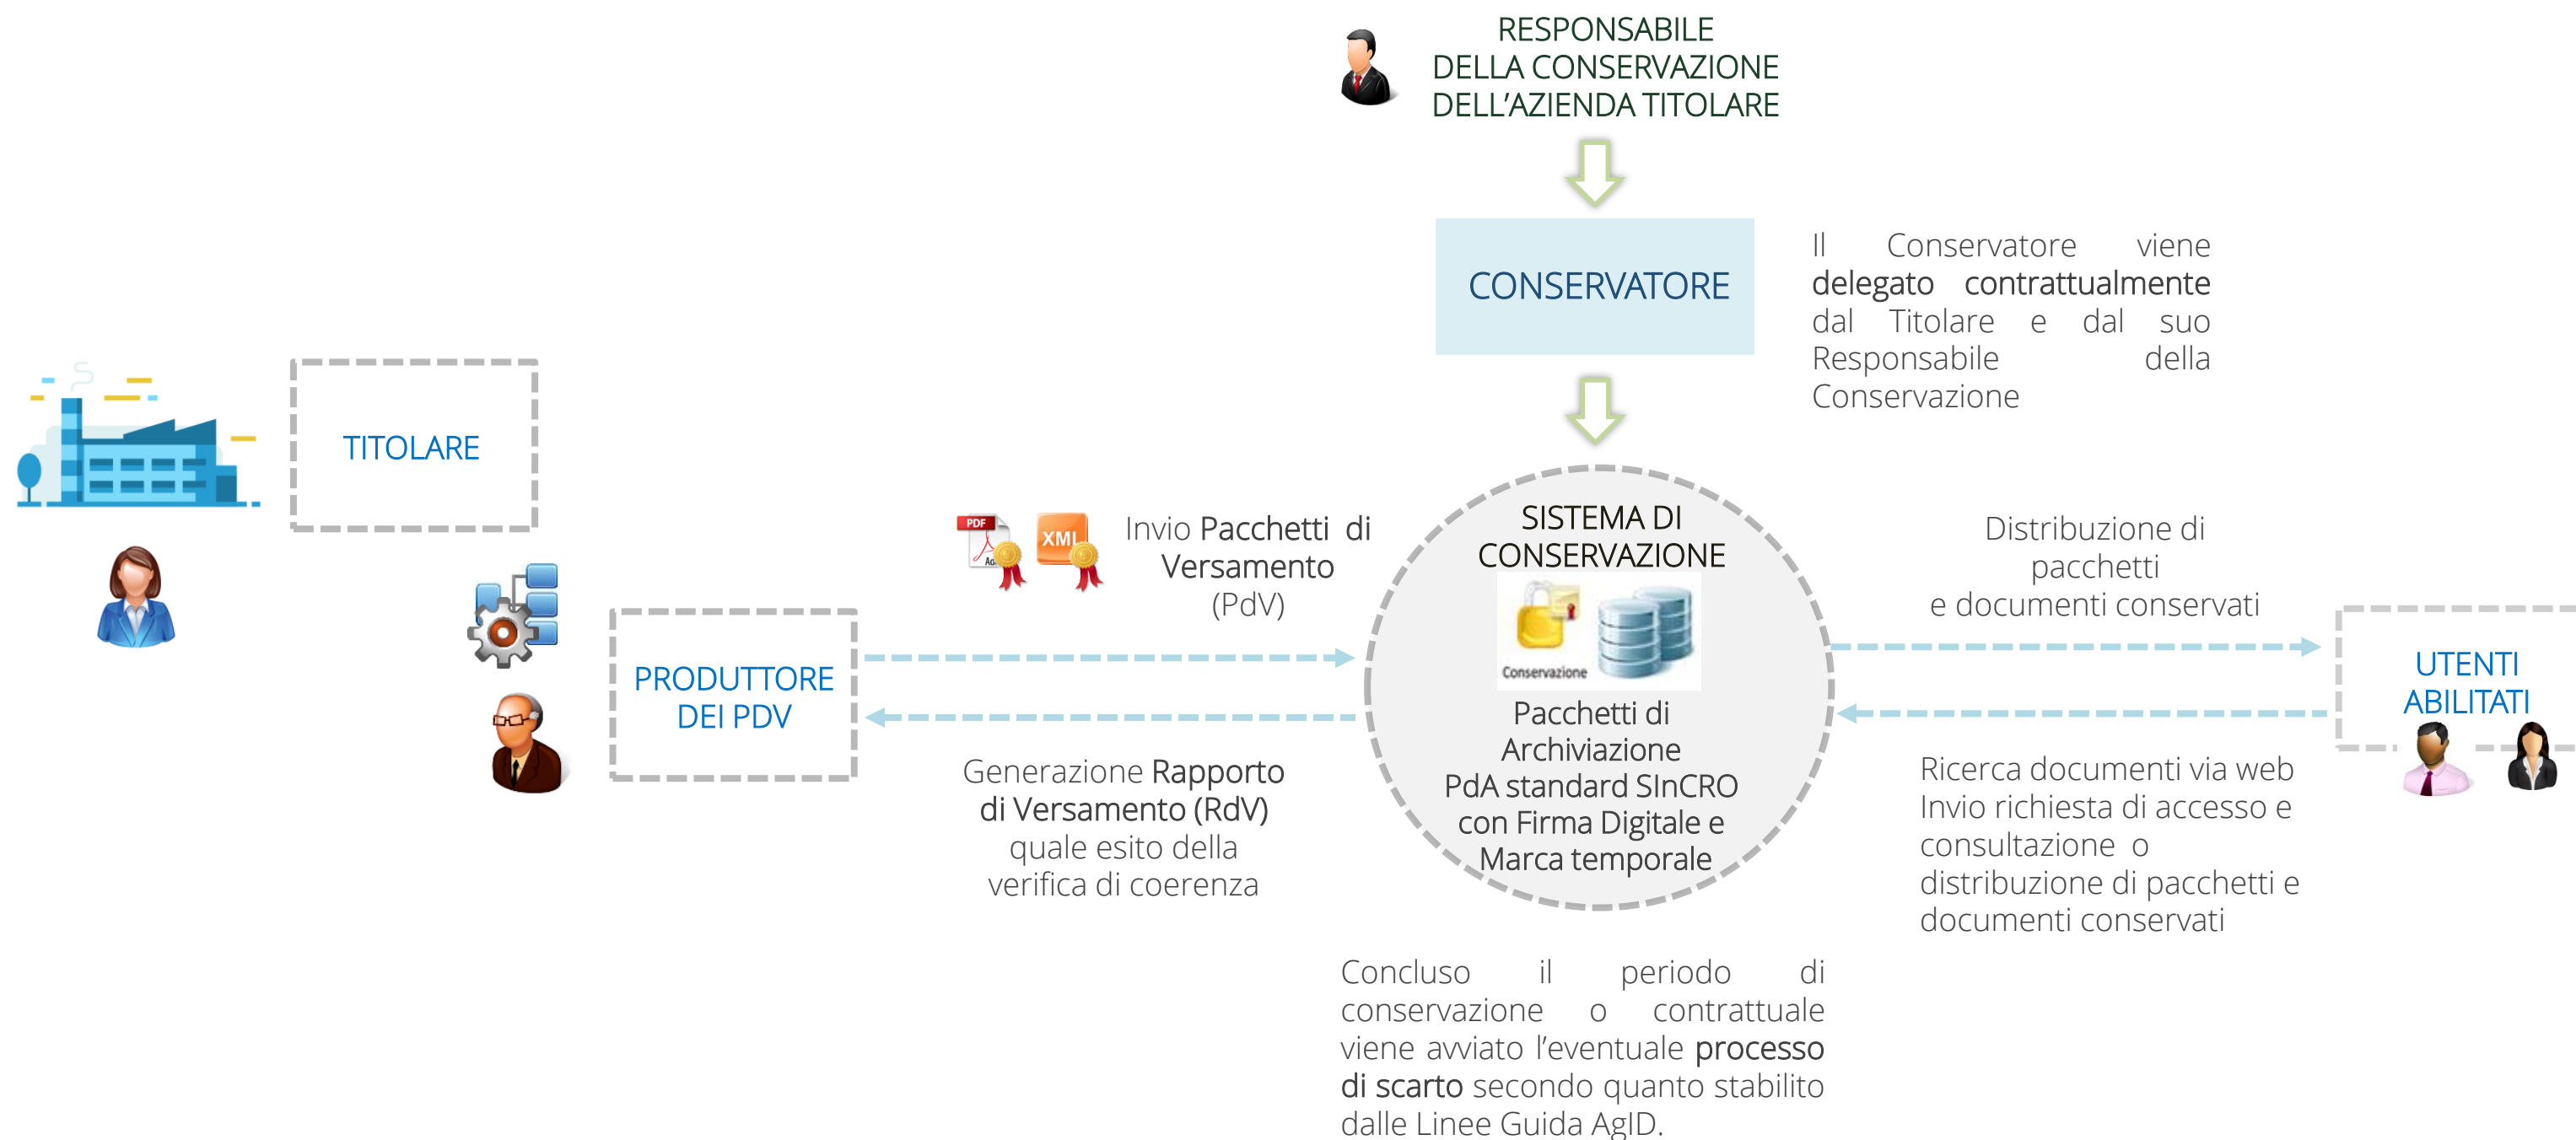 RESPONSABILE
DELLA CONSERVAZIONE
DELL'AZIENDA TITOLARE
CONSERVATORE
Il Conservatore viene
delegato contrattualmente
dal Titolare e dal suo
Responsabile della
Conservazione
TITOLARE
PRODUTTORE
DEI PDV
PDF
XML
Invio Pacchetti di
Versamento
(PdV)
Generazione Rapporto
di Versamento (RdV)
quale esito della
verifica di coerenza
SISTEMA DI
CONSERVAZIONE
Conservazione
Pacchetti di
Archiviazione
PdA standard SInCRO
con Firma Digitale e
Marca temporale
Distribuzione di
pacchetti
e documenti conservati
UTENTI
ABILITATI
Ricerca documenti via web
Invio richiesta di accesso e
consultazione o
distribuzione di pacchetti e
documenti conservati
Concluso il periodo di
conservazione o contrattuale
viene avviato l'eventuale processo
di scarto secondo quanto stabilito
dalle Linee Guida AgID.